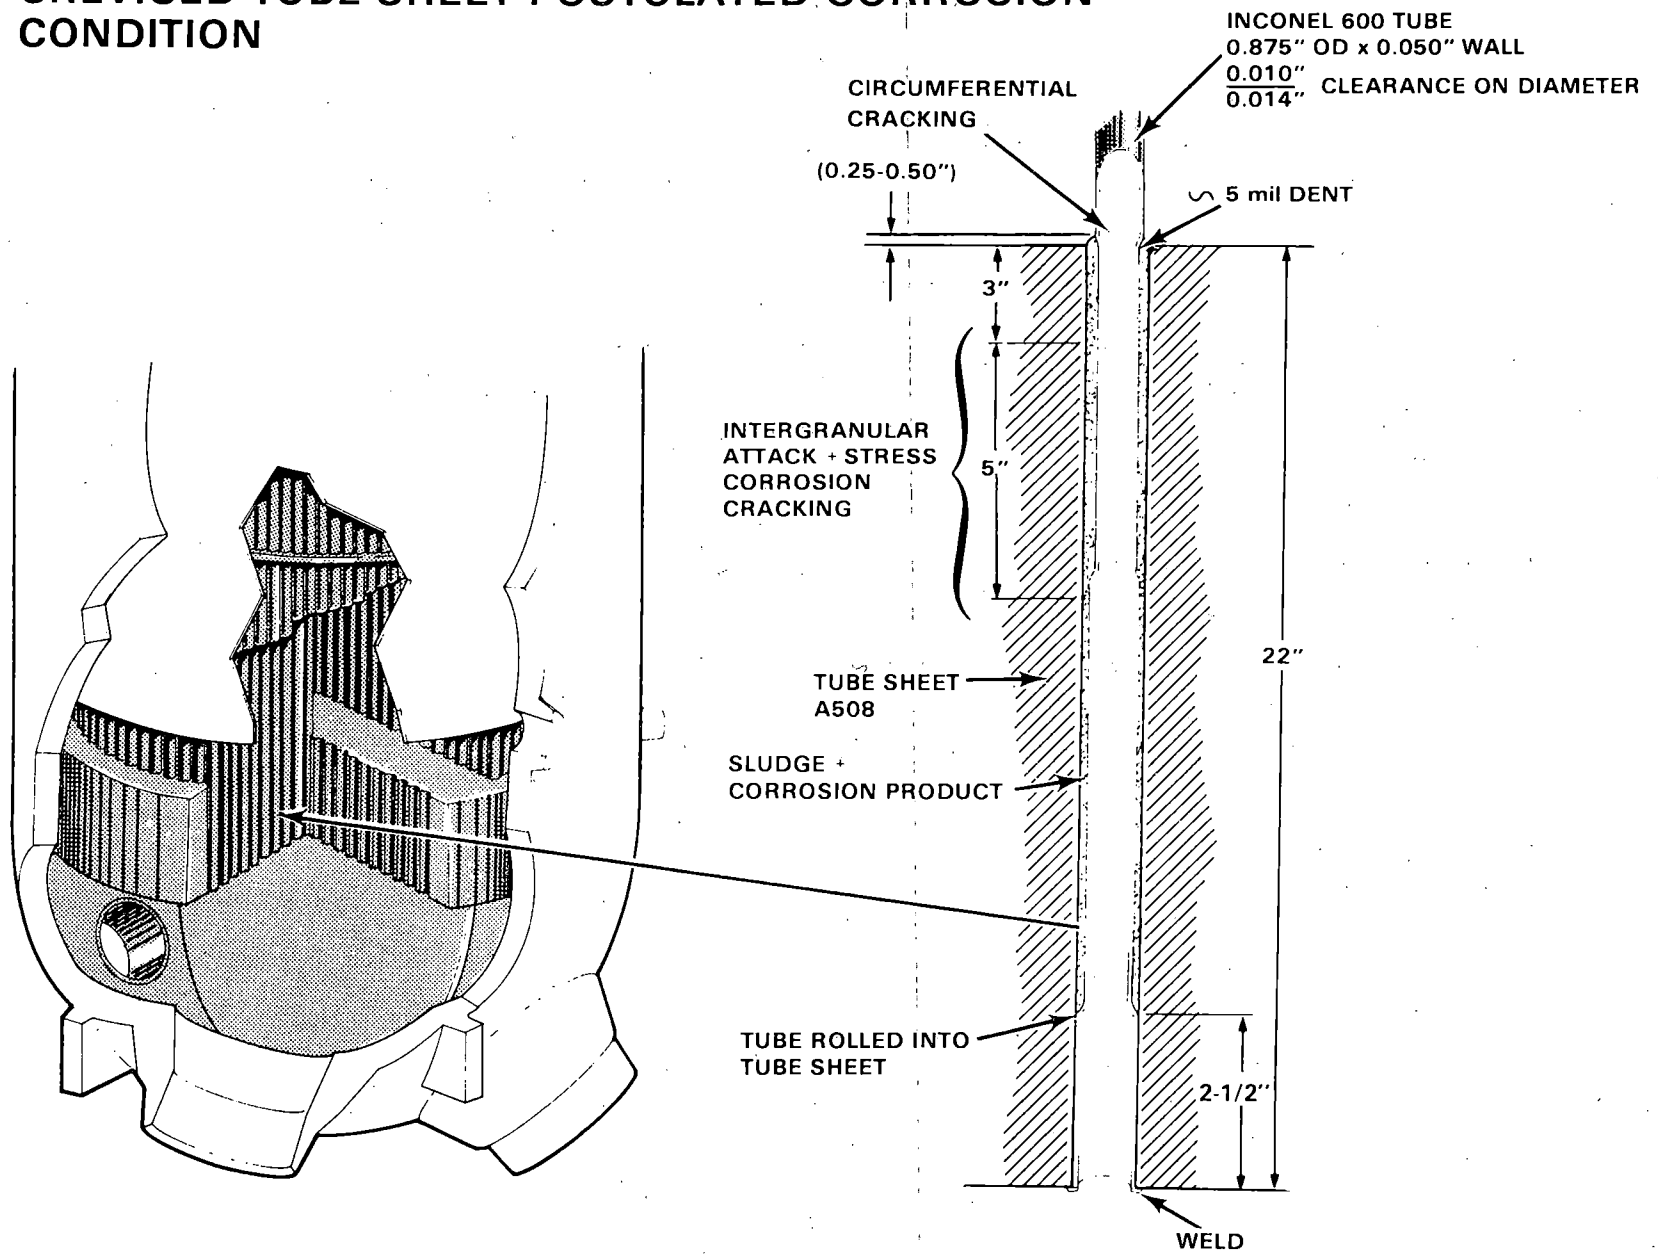 CONDITION
INCONEL 600 TUBE
0.875" OD x 0.050" WALL
0.010"
0.014" CLEARANCE ON DIAMETER
CIRCUMFERENTIAL
CRACKING
(0.25-0.50")
∽ 5 mil DENT
3"
INTERGRANULAR
ATTACK + STRESS
CORROSION
CRACKING
5"
22"
TUBE SHEET
A508
SLUDGE +
CORROSION PRODUCT
TUBE ROLLED INTO
TUBE SHEET
2-1/2"
WELD